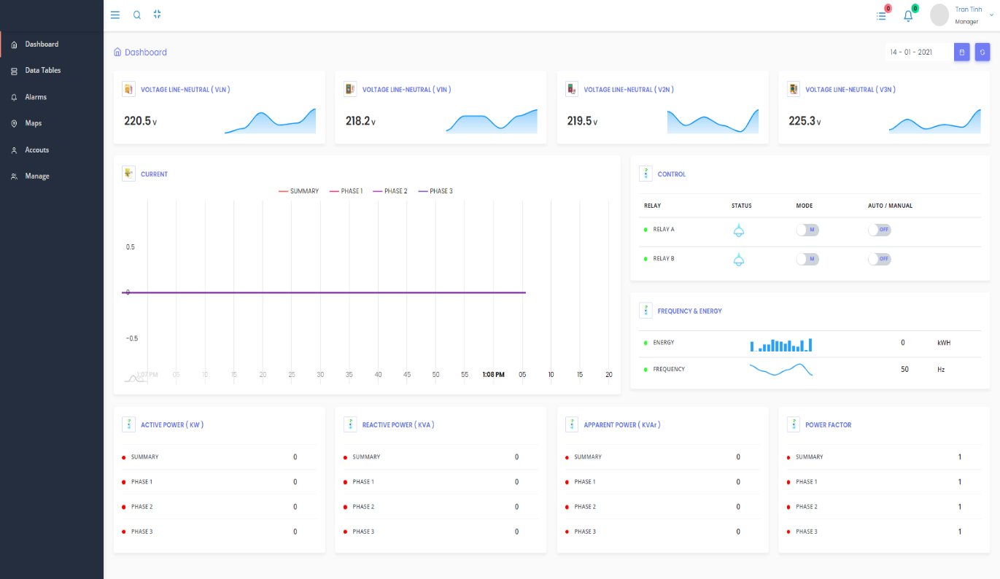 0
0
Tran Tinh
Manager
Dashboard
Data Tables
Alarms
Maps
Accouts
Manage
Dashboard
14 - 01 - 2021
VOLTAGE LINE-NEUTRAL ( VLN )
220.5 V
VOLTAGE LINE-NEUTRAL ( V1N )
218.2 V
VOLTAGE LINE-NEUTRAL ( V2N )
219.5 V
VOLTAGE LINE-NEUTRAL ( V3N )
225.3 V
CURRENT
SUMMARY PHASE 1 PHASE 2 PHASE 3
0.5
0
-0.5
1:07 PM 05 10 15 20 25 30 35 40 45 50 55 1:08 PM 05 10 15 20
CONTROL
RELAY STATUS MODE AUTO / MANUAL
RELAY A M OFF
RELAY B M OFF
FREQUENCY & ENERGY
ENERGY 0 kWH
FREQUENCY 50 Hz
ACTIVE POWER ( KW )
SUMMARY 0
PHASE 1 0
PHASE 2 0
PHASE 3 0
REACTIVE POWER ( KVA )
SUMMARY 0
PHASE 1 0
PHASE 2 0
PHASE 3 0
APPARENT POWER ( KVAr )
SUMMARY 0
PHASE 1 0
PHASE 2 0
PHASE 3 0
POWER FACTOR
SUMMARY 1
PHASE 1 1
PHASE 2 1
PHASE 3 1